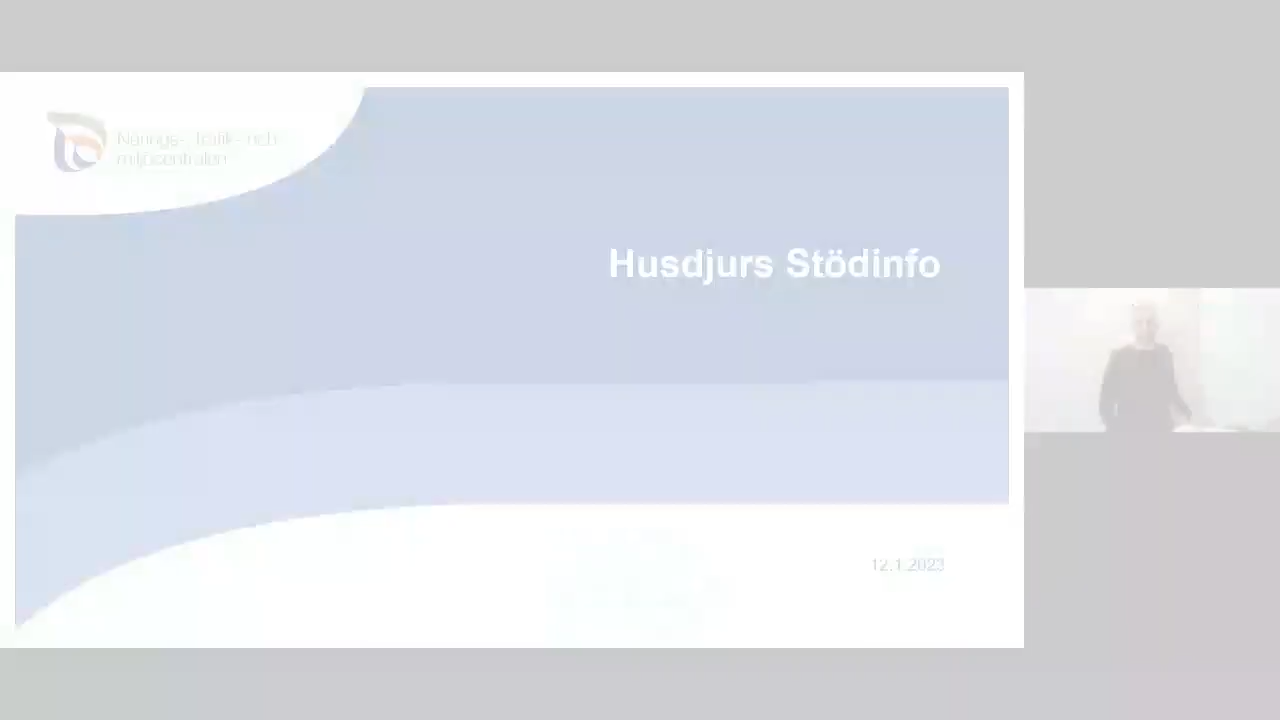 Närings-, trafik- och
miljöcentralen
Husdjurs Stödinfo
12.1.2023